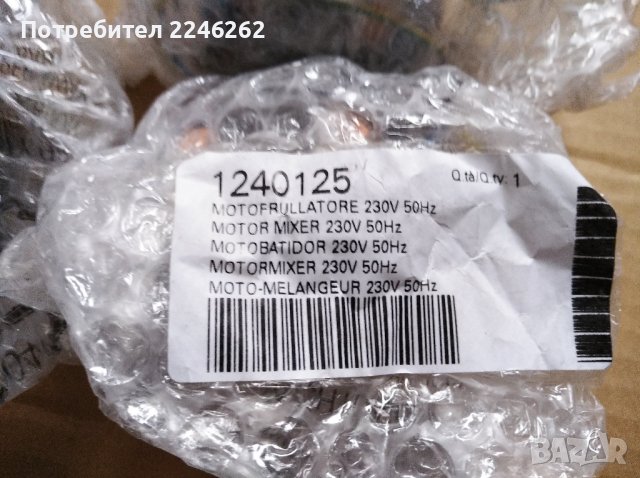 Потребител 2246262
1240125
Q.tà/Q.ty: 1
MOTOFRULLATORE 230V 50Hz
MOTOR MIXER 230V 50Hz
MOTOBATIDOR 230V 50Hz
MOTORMIXER 230V 50Hz
MOTO-MELANGEUR 230V 50Hz
BAZAR